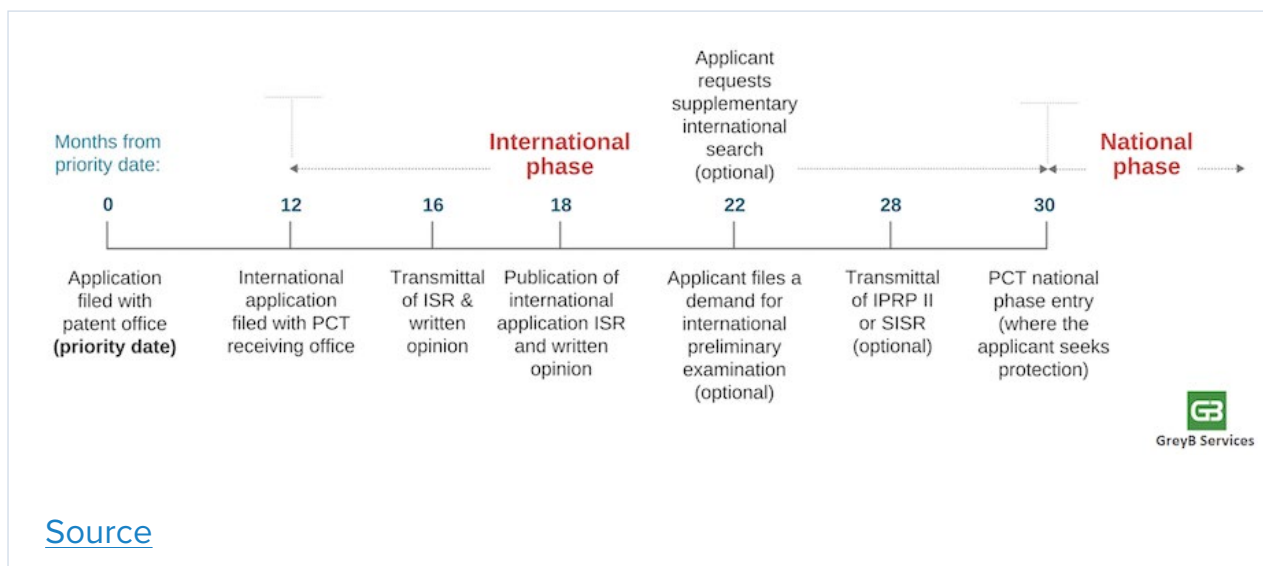 Applicant
requests
supplementary
international
search
(optional)
Months from
priority date:
International
phase
National
phase
0
12
16
18
22
28
30
Application
filed with
patent office
(priority date)
International
application
filed with PCT
receiving office
Transmittal
of ISR &
written
opinion
Publication of
international
application ISR
and written
opinion
Applicant files a
demand for
international
preliminary
examination
(optional)
Transmittal
of IPRP II
or SISR
(optional)
PCT national
phase entry
(where the
applicant seeks
protection)
GB
GreyB Services
Source